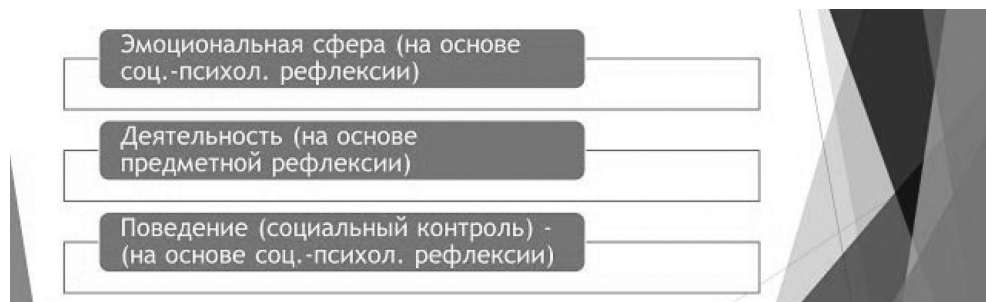 Эмоциональная сфера (на основе
соц.-психол. рефлексии)
Деятельность (на основе
предметной рефлексии)
Поведение (социальный контроль) -
(на основе соц.-психол. рефлексии)